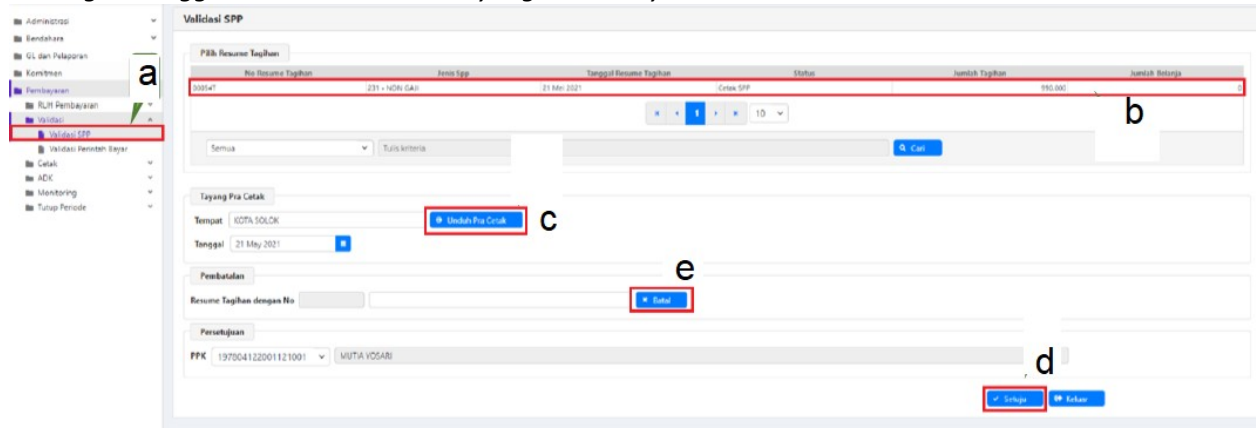 Administrasi
Bendahara
GL dan Pelaporan
Komitmen
Pembayaran
RUH Pembayaran
Validasi
Validasi SPP
Validasi Perintah Bayar
Cetak
ADK
Monitoring
Tutup Periode
a
Validasi SPP
Pilih Resume Tagihan
No Resume Tagihan Jenis Spp Tanggal Resume Tagihan Status Jumlah Tagihan Jumlah Belanja
000547 231 - NON GAJI 21 Mei 2021 Cetak SPP 990.000 0
b
1 10
Semua Tulis kriteria Cari
Tayang Pra Cetak
Tempat KOTA SOLOK Unduh Pra Cetak c
Tanggal 21 May 2021
Pembatalan
e
Resume Tagihan dengan No Batal
Persetujuan
PPK 197804122001121001 MUTIA YOSARI
d
Setuju Keluar